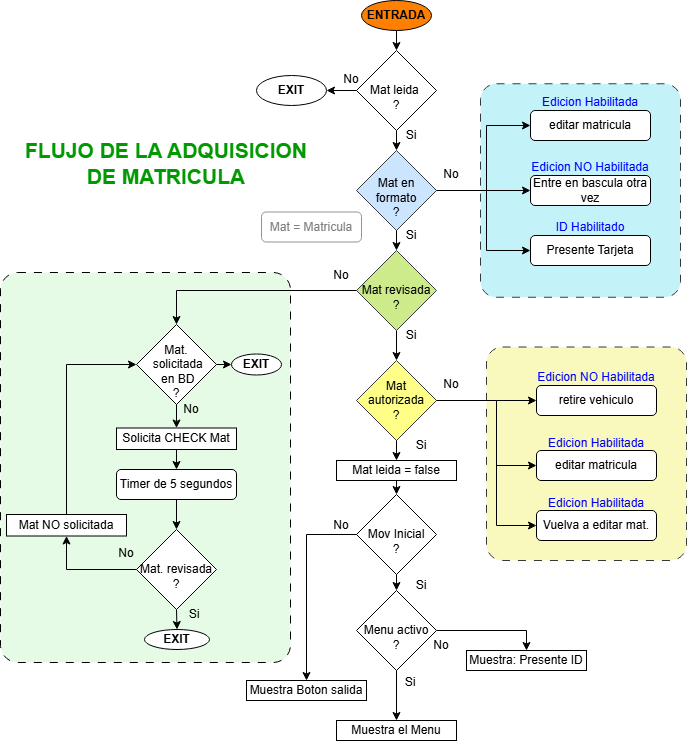 ENTRADA
Mat leida
?
No
EXIT
Si
FLUJO DE LA ADQUISICION
DE MATRICULA
Mat = Matricula
Mat en
formato
?
No
Edicion Habilitada
editar matricula
Edicion NO Habilitada
Entre en bascula otra
vez
ID Habilitado
Presente Tarjeta
Si
Mat revisada
?
No
Mat.
solicitada
en BD
?
EXIT
No
Solicita CHECK Mat
Timer de 5 segundos
Mat NO solicitada
No
Mat. revisada
?
Si
EXIT
Si
Mat
autorizada
?
No
Edicion NO Habilitada
retire vehiculo
Edicion Habilitada
editar matricula
Edicion Habilitada
Vuelva a editar mat.
Si
Mat leida = false
Mov Inicial
?
No
Muestra Boton salida
Si
Menu activo
?
No
Muestra: Presente ID
Si
Muestra el Menu